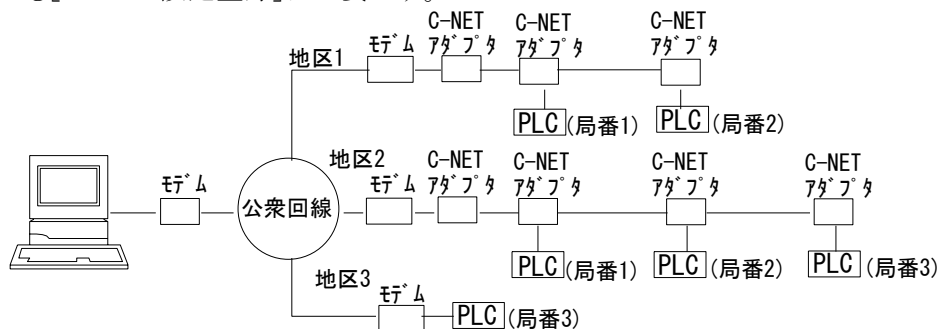 C-NET
アダプタ
C-NET
アダプタ
C-NET
アダプタ
モデム
地区1
PLC(局番1)
PLC(局番2)
地区2
モデム
C-NET
アダプタ
C-NET
アダプタ
C-NET
アダプタ
C-NET
アダプタ
モデム
公衆回線
PLC(局番1)
PLC(局番2)
PLC(局番3)
地区3
モデム
PLC(局番3)